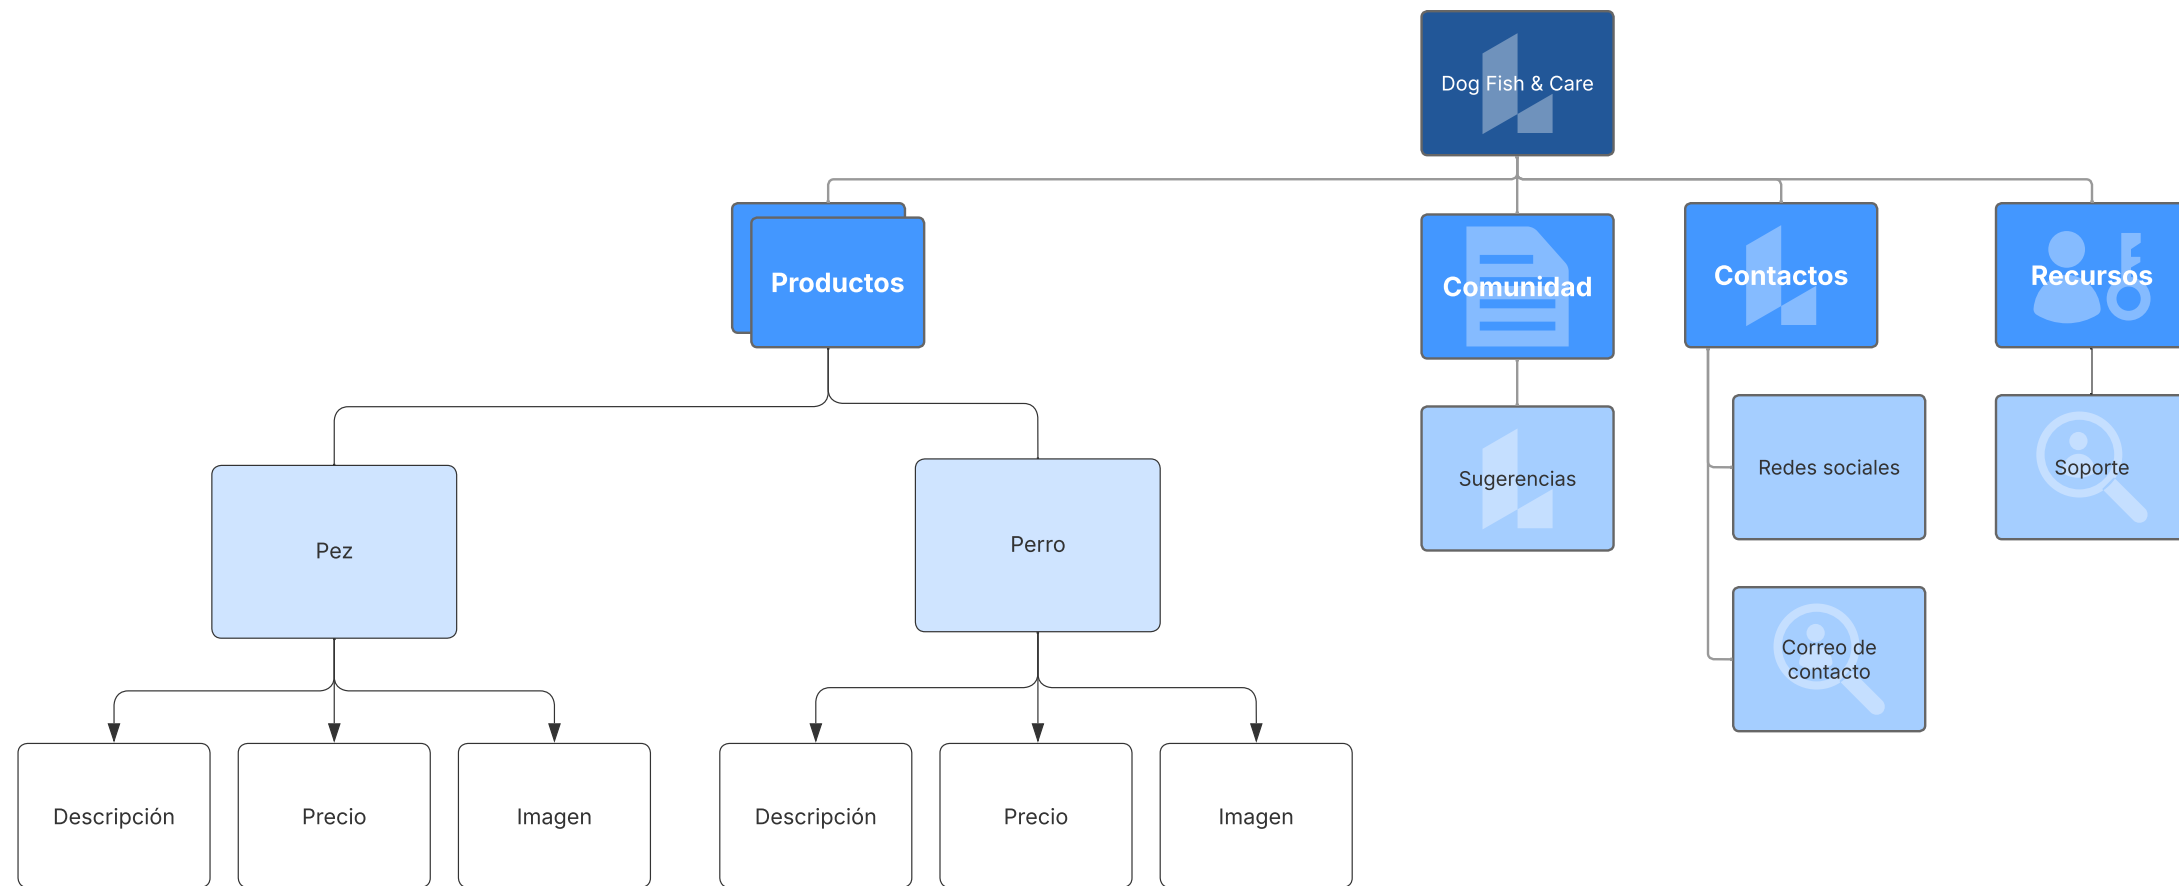 Dog Fish & Care
Productos
Comunidad
Contactos
Recursos
Sugerencias
Redes sociales
Soporte
Pez
Perro
Correo de
contacto
Descripción
Precio
Imagen
Descripción
Precio
Imagen